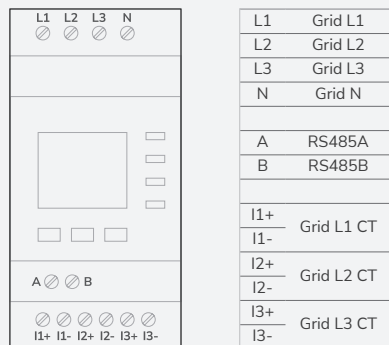 L1 L2 L3 N
A B
I1+ I1- I2+ I2- I3+ I3-
L1 Grid L1
L2 Grid L2
L3 Grid L3
N Grid N
A RS485A
B RS485B
I1+
Grid L1 CT
I1-
I2+
Grid L2 CT
I2-
I3+
Grid L3 CT
I3-